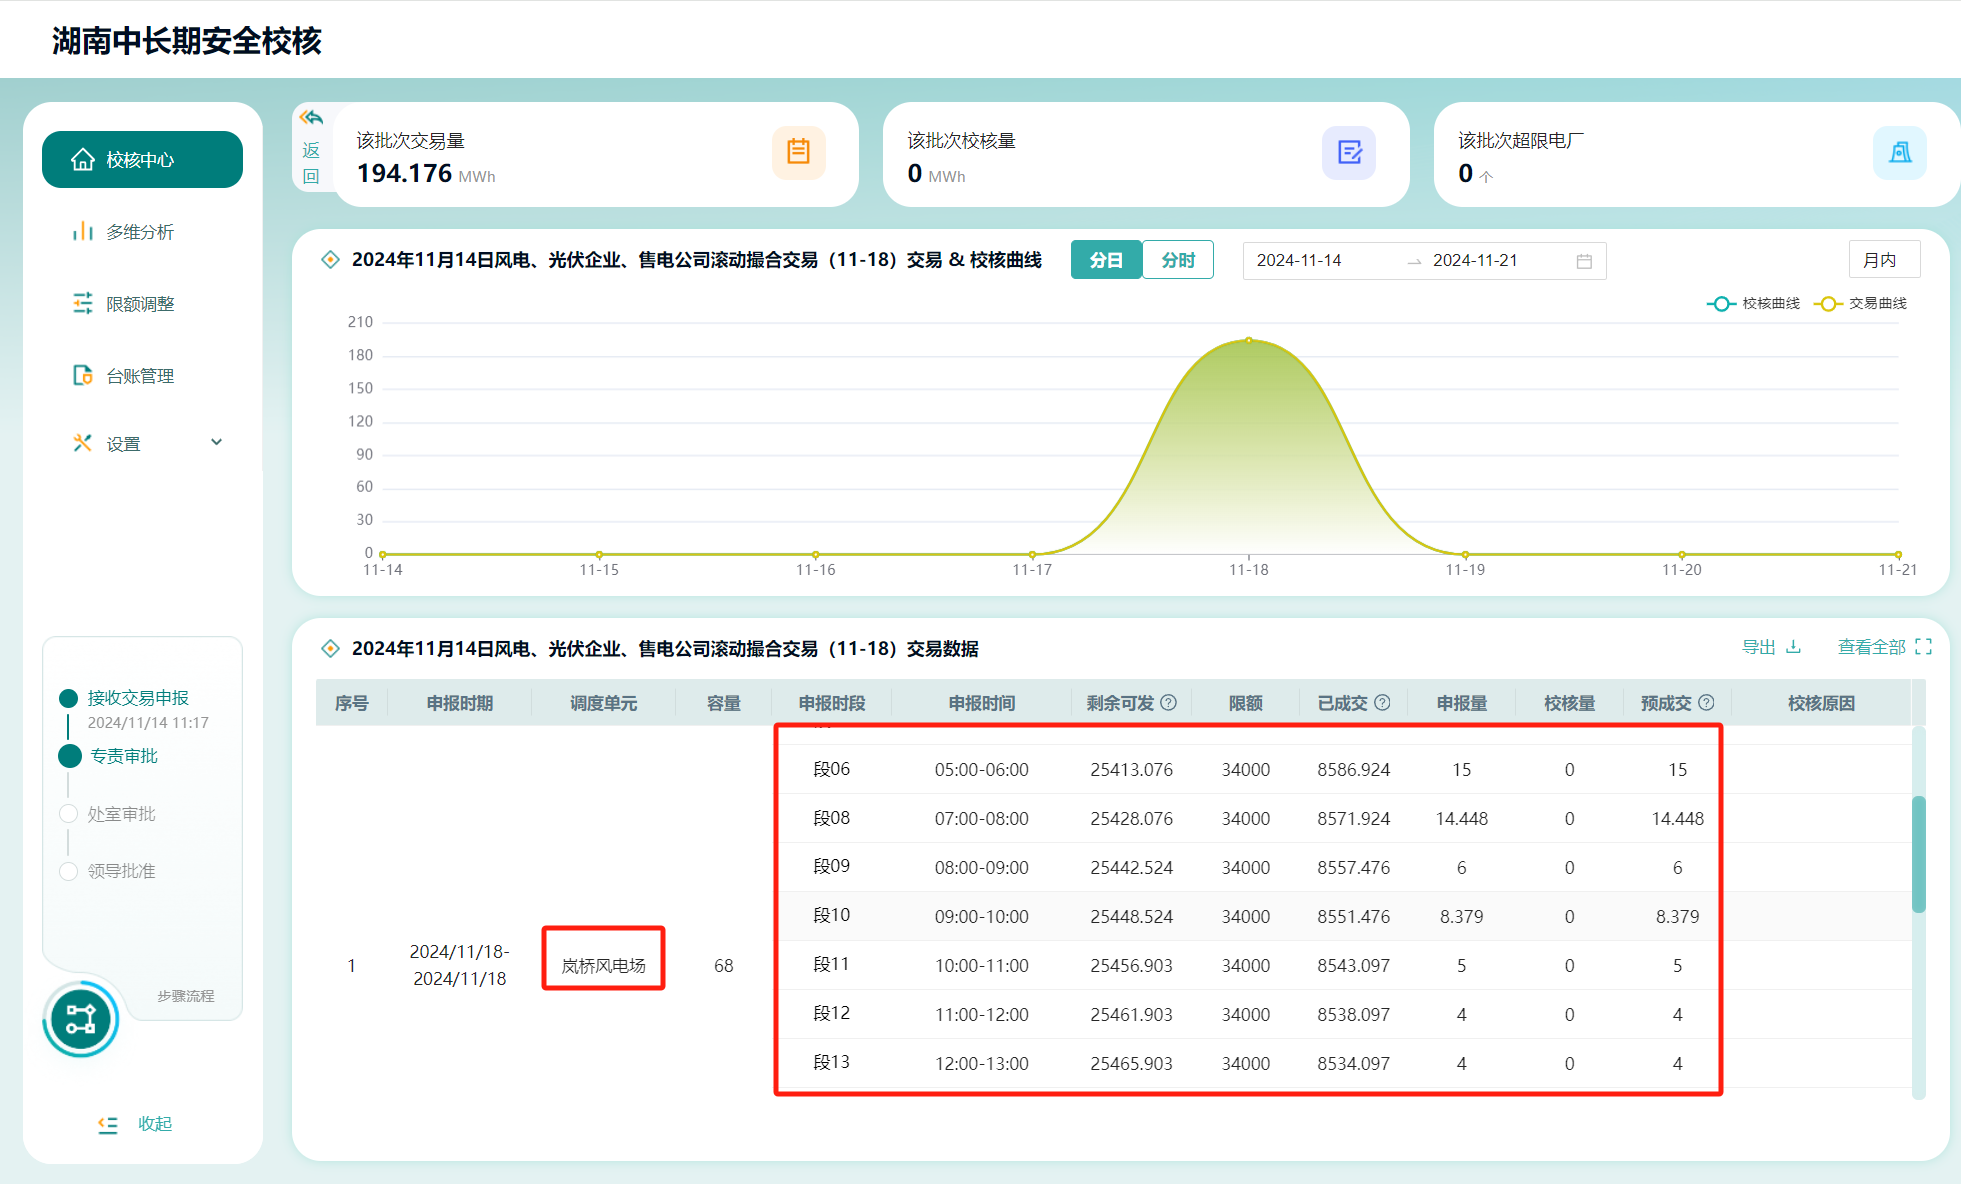 湖南中长期安全校核
校核中心
多维分析
限额调整
台账管理
设置
接收交易申报
2024/11/14 11:17
专责审批
处室审批
领导批准
步骤流程
收起
返回
该批次交易量
194.176 MWh
该批次校核量
0 MWh
该批次超限电厂
0 个
2024年11月14日风电、光伏企业、售电公司滚动撮合交易（11-18）交易 & 校核曲线
分日 分时
2024-11-14 → 2024-11-21
月内
校核曲线 交易曲线
210
180
150
120
90
60
30
0
11-14 11-15 11-16 11-17 11-18 11-19 11-20 11-21
2024年11月14日风电、光伏企业、售电公司滚动撮合交易（11-18）交易数据
导出 查看全部
序号 申报时期 调度单元 容量 申报时段 申报时间 剩余可发 限额 已成交 申报量 校核量 预成交 校核原因
段06 05:00-06:00 25413.076 34000 8586.924 15 0 15
段08 07:00-08:00 25428.076 34000 8571.924 14.448 0 14.448
段09 08:00-09:00 25442.524 34000 8557.476 6 0 6
段10 09:00-10:00 25448.524 34000 8551.476 8.379 0 8.379
1 2024/11/18-2024/11/18 岚桥风电场 68
段11 10:00-11:00 25456.903 34000 8543.097 5 0 5
段12 11:00-12:00 25461.903 34000 8538.097 4 0 4
段13 12:00-13:00 25465.903 34000 8534.097 4 0 4